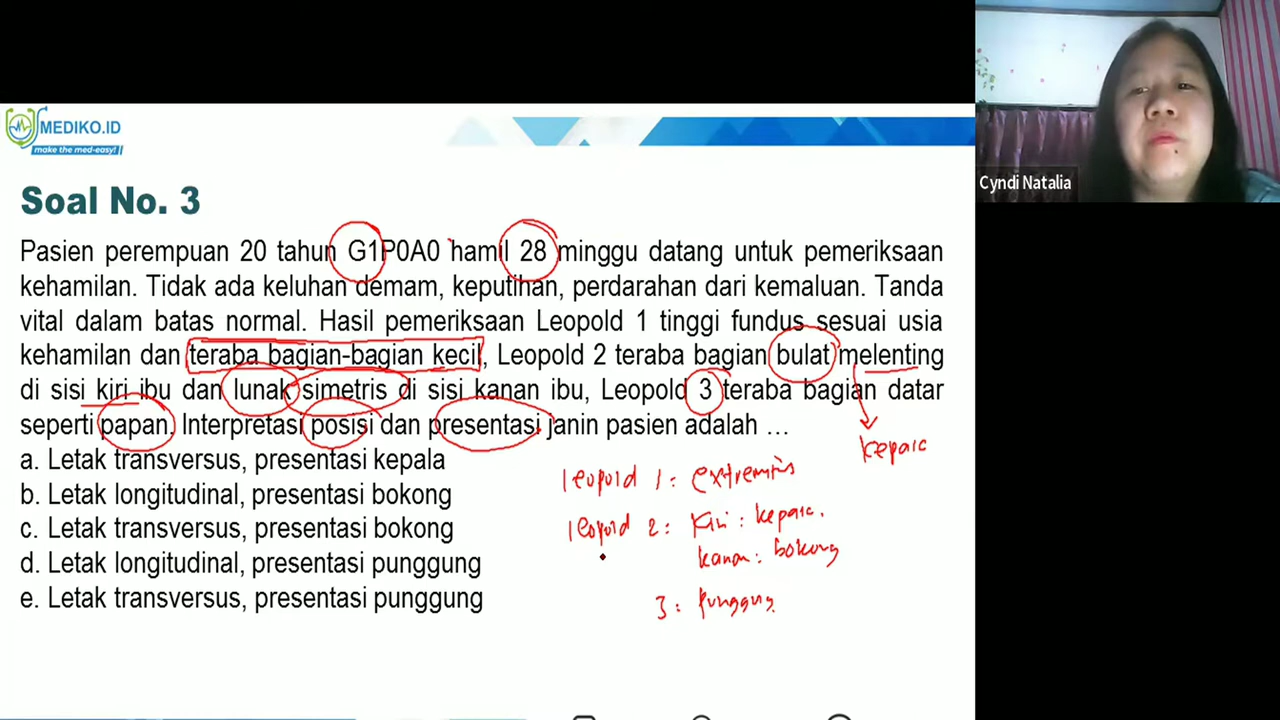 MEDIKO.ID
make the med-easy!
Cyndi Natalia
Soal No. 3
Pasien perempuan 20 tahun G1P0A0 hamil 28 minggu datang untuk pemeriksaan
kehamilan. Tidak ada keluhan demam, keputihan, perdarahan dari kemaluan. Tanda
vital dalam batas normal. Hasil pemeriksaan Leopold 1 tinggi fundus sesuai usia
kehamilan dan teraba bagian-bagian kecil, Leopold 2 teraba bagian bulat melenting
di sisi kiri ibu dan lunak simetris di sisi kanan ibu, Leopold 3 teraba bagian datar
seperti papan. Interpretasi posisi dan presentasi janin pasien adalah …
kepala
a. Letak transversus, presentasi kepala
b. Letak longitudinal, presentasi bokong
c. Letak transversus, presentasi bokong
d. Letak longitudinal, presentasi punggung
e. Letak transversus, presentasi punggung
leopold 1 :
leopold 2 : Kiri : kepala.
kanan : bokong
3 : punggung